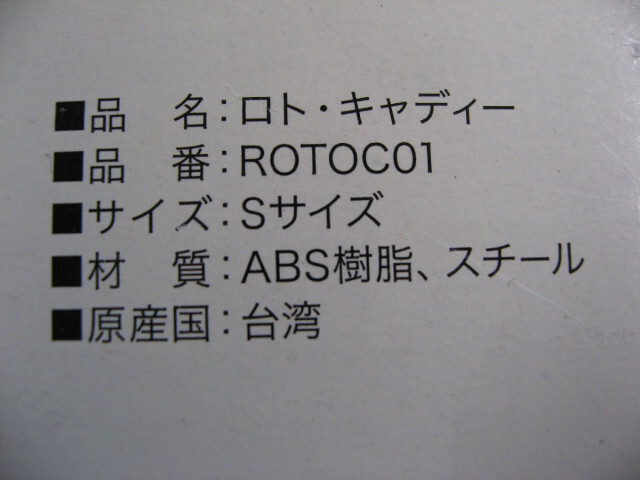 ■品　名：ロト・キャディー
■品　番：ROTOC01
■サイズ：Sサイズ
■材　質：ABS樹脂、スチール
■原産国：台湾